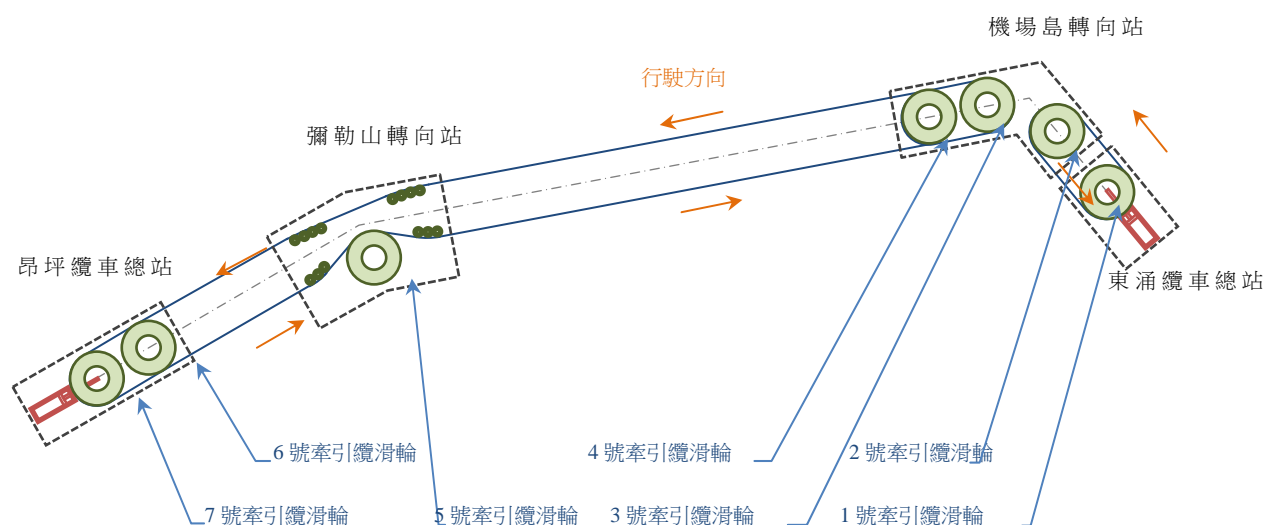 機場島轉向站
行駛方向
彌勒山轉向站
昂坪纜車總站
東涌纜車總站
6 號牽引纜滑輪
4 號牽引纜滑輪
2 號牽引纜滑輪
7 號牽引纜滑輪
5 號牽引纜滑輪
3 號牽引纜滑輪
1 號牽引纜滑輪